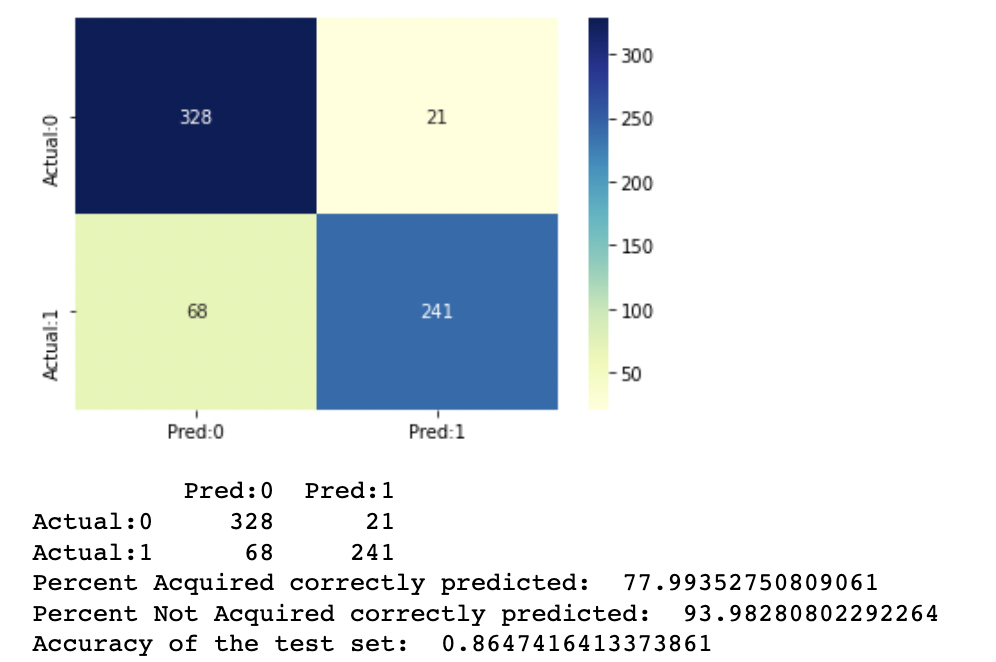 Actual:0
328
21
300
250
200
150
Actual:1
68
241
100
50
Pred:0
Pred:1
Pred:0 Pred:1
Actual:0 328 21
Actual:1 68 241
Percent Acquired correctly predicted: 77.99352750809061
Percent Not Acquired correctly predicted: 93.98280802292264
Accuracy of the test set: 0.8647416413373861